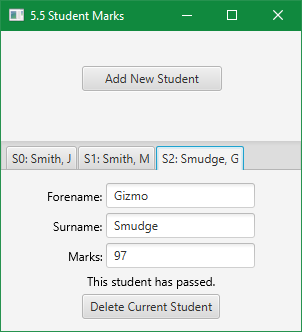 5.5 Student Marks
Add New Student
S0: Smith, J S1: Smith, M S2: Smudge, G
Forename: Gizmo
Surname: Smudge
Marks: 97
This student has passed.
Delete Current Student